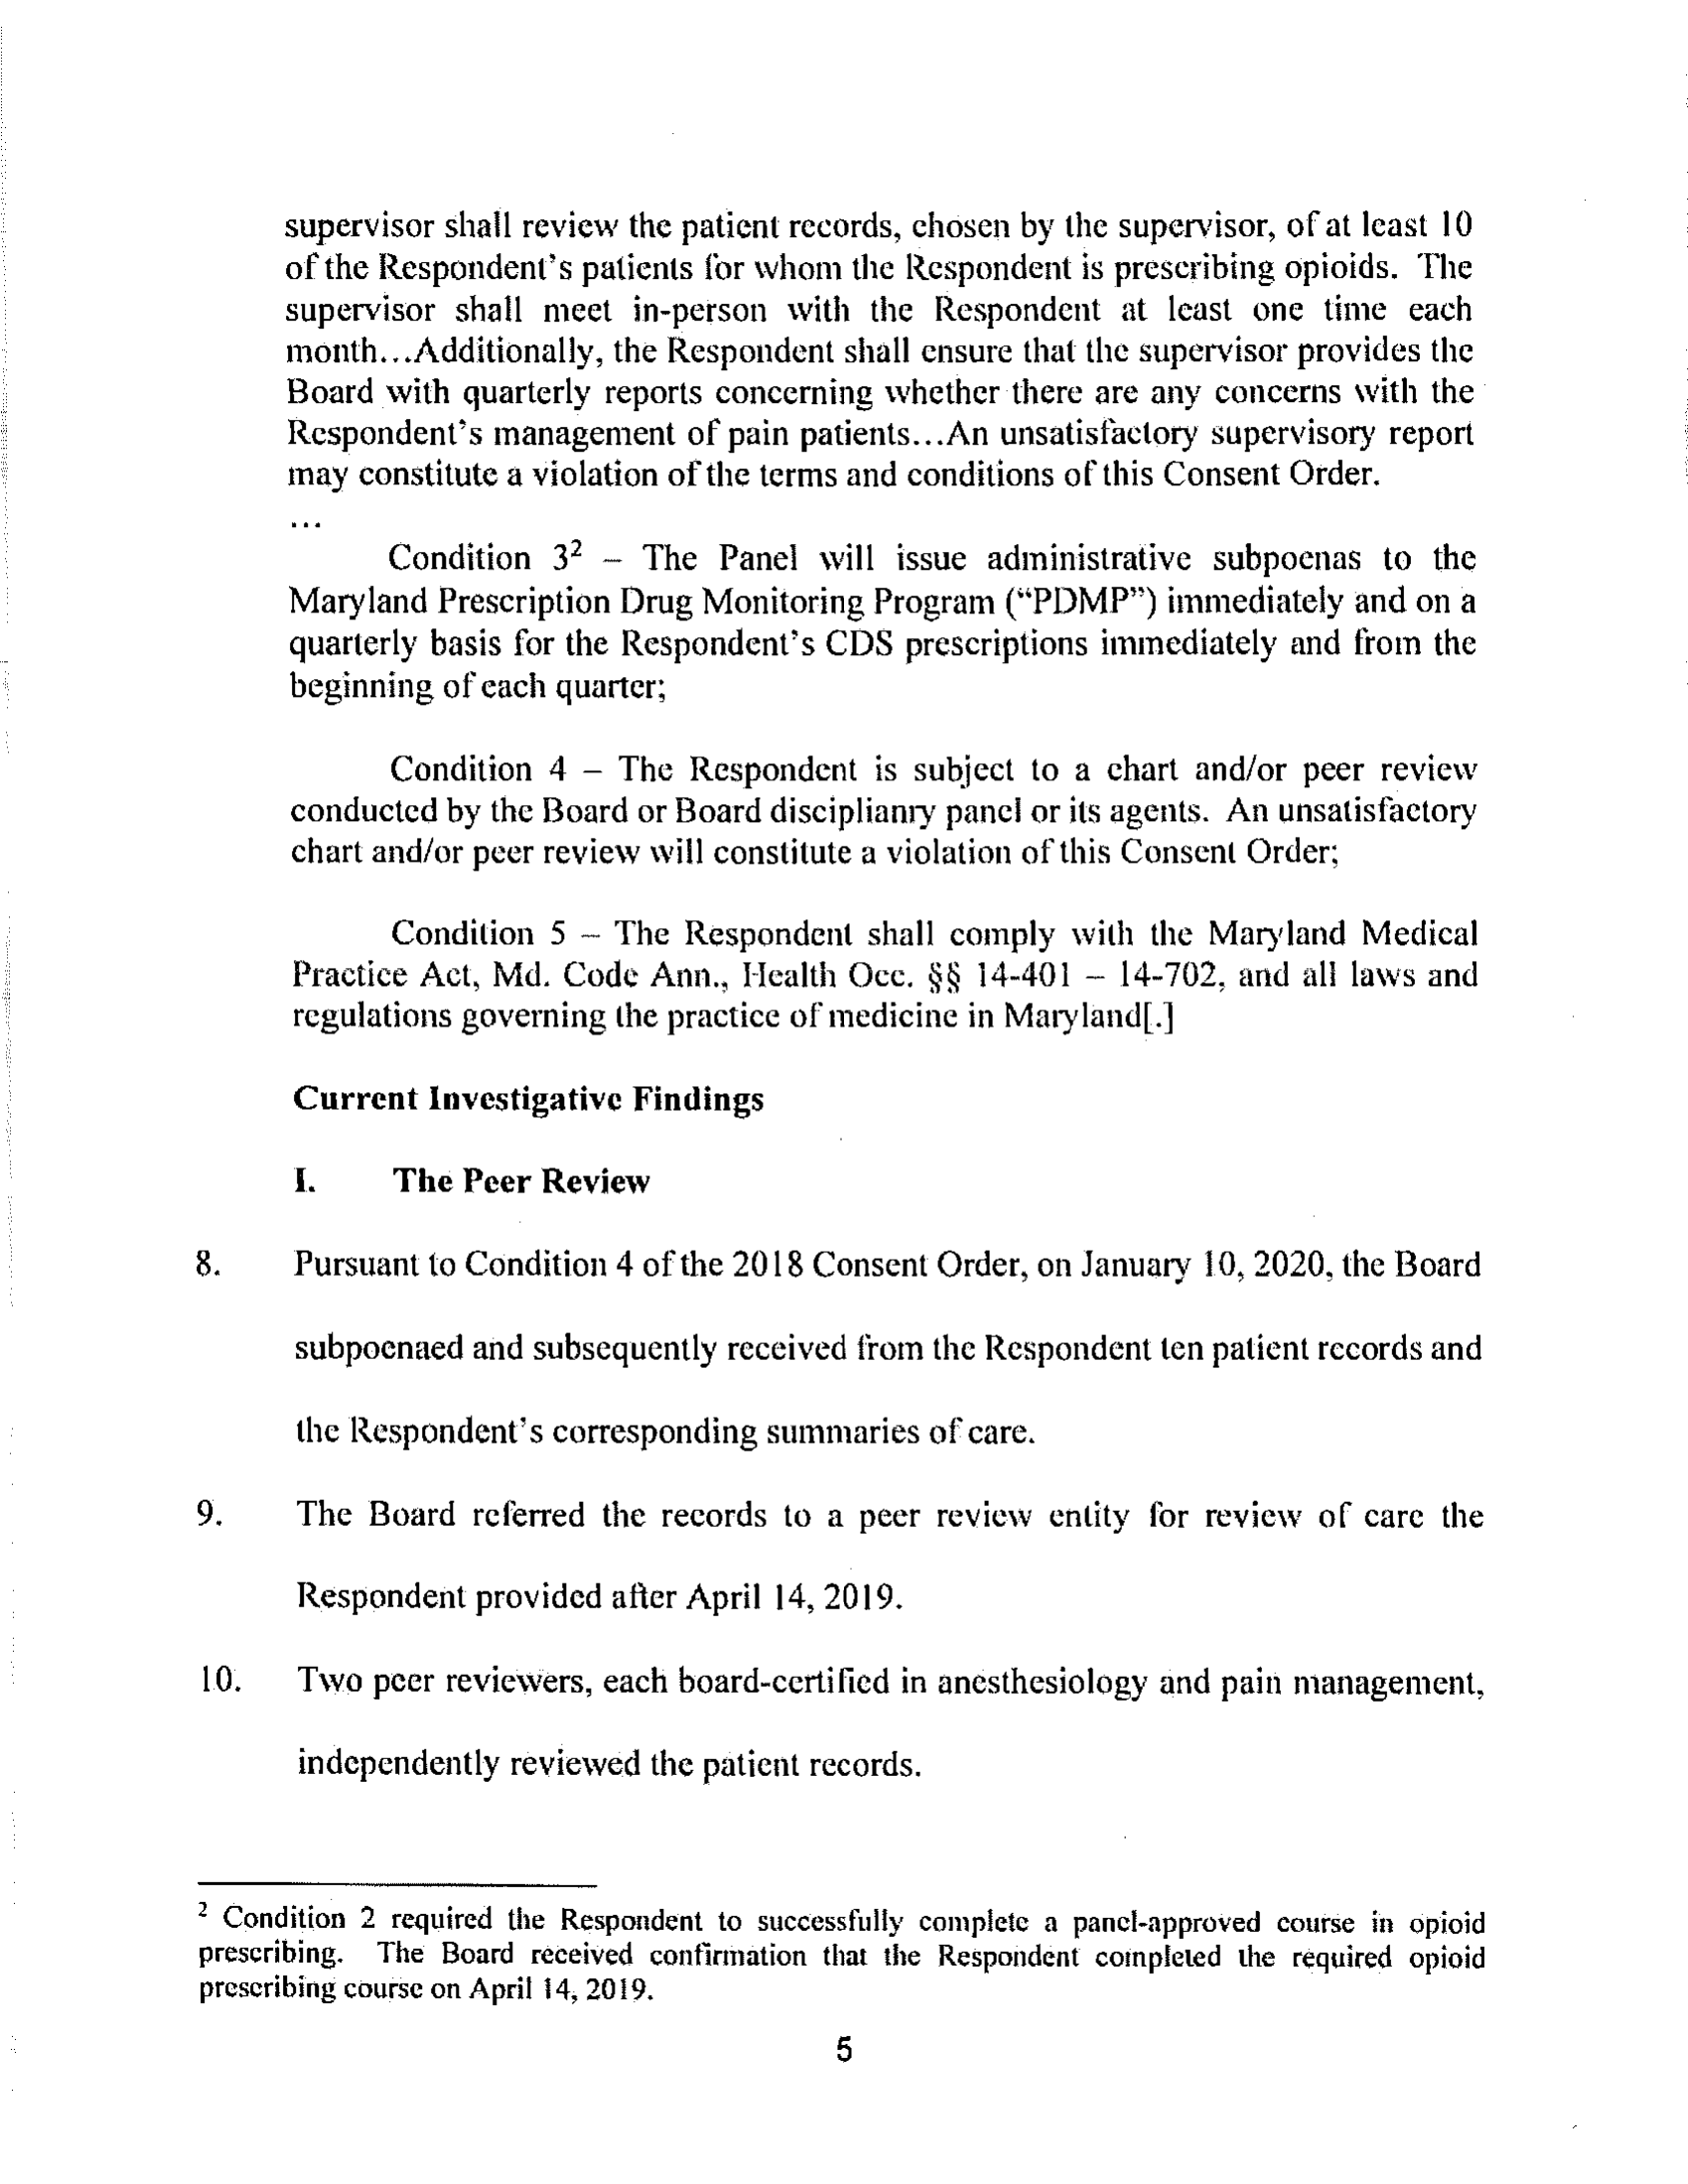 supervisor shall review the patient records, chosen by the supervisor, of at least 10
of the Respondent's patients for whom the Respondent is prescribing opioids. The
supervisor shall meet in-person with the Respondent at least one time each
month...Additionally, the Respondent shall ensure that the supervisor provides the
Board with quarterly reports concerning whether there are any concerns with the
Respondent's management of pain patients...An unsatisfactory supervisory report
may constitute a violation of the terms and conditions of this Consent Order.
...
Condition 3² – The Panel will issue administrative subpoenas to the
Maryland Prescription Drug Monitoring Program ("PDMP") immediately and on a
quarterly basis for the Respondent's CDS prescriptions immediately and from the
beginning of each quarter;
Condition 4 – The Respondent is subject to a chart and/or peer review
conducted by the Board or Board discipliamry panel or its agents. An unsatisfactory
chart and/or peer review will constitute a violation of this Consent Order;
Condition 5 – The Respondent shall comply with the Maryland Medical
Practice Act, Md. Code Ann., Health Occ. §§ 14-401 – 14-702, and all laws and
regulations governing the practice of medicine in Maryland[.]
Current Investigative Findings
I. The Peer Review
8. Pursuant to Condition 4 of the 2018 Consent Order, on January 10, 2020, the Board
subpoenaed and subsequently received from the Respondent ten patient records and
the Respondent's corresponding summaries of care.
9. The Board referred the records to a peer review entity for review of care the
Respondent provided after April 14, 2019.
10. Two peer reviewers, each board-certified in anesthesiology and pain management,
independently reviewed the patient records.
² Condition 2 required the Respondent to successfully complete a panel-approved course in opioid
prescribing. The Board received confirmation that the Respondent completed the required opioid
prescribing course on April 14, 2019.
5